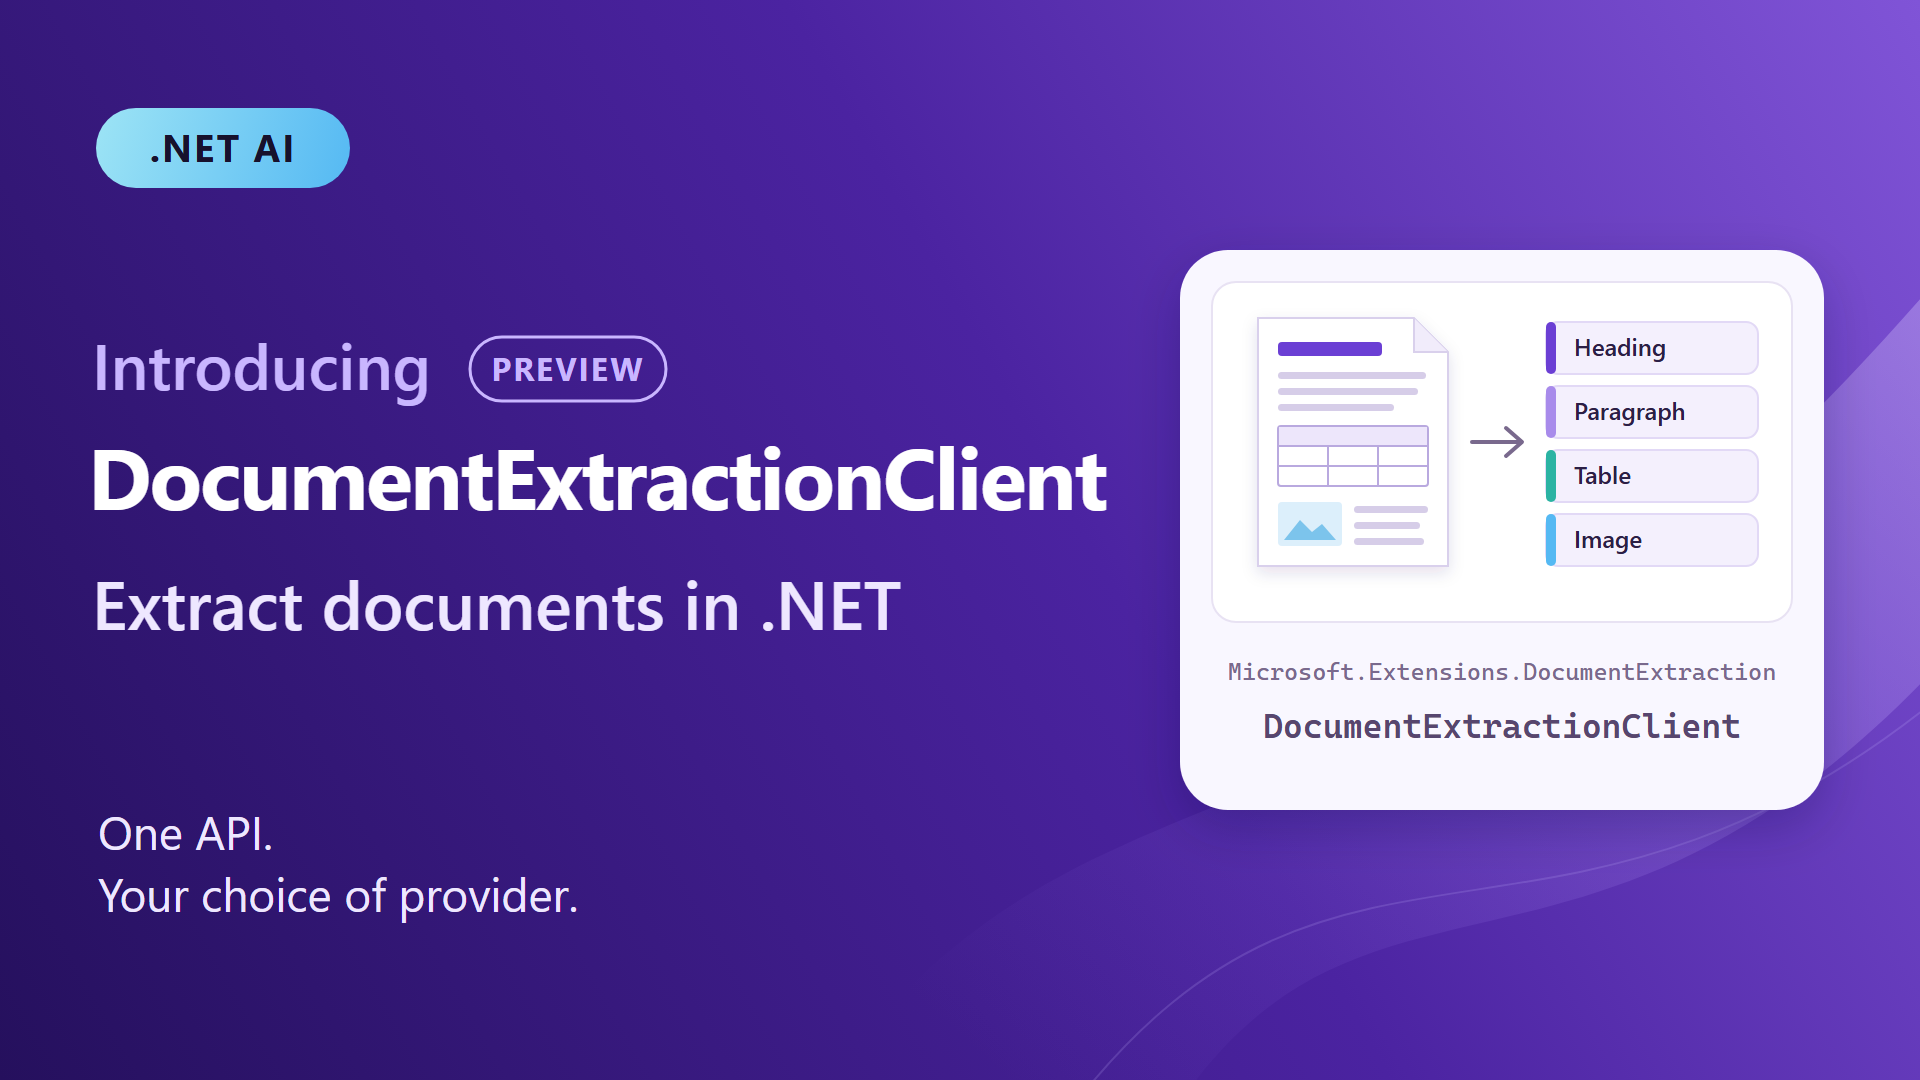 .NET AI
Introducing PREVIEW
DocumentExtractionClient
Extract documents in .NET
One API.
Your choice of provider.
Heading
Paragraph
Table
Image
Microsoft.Extensions.DocumentExtraction
DocumentExtractionClient